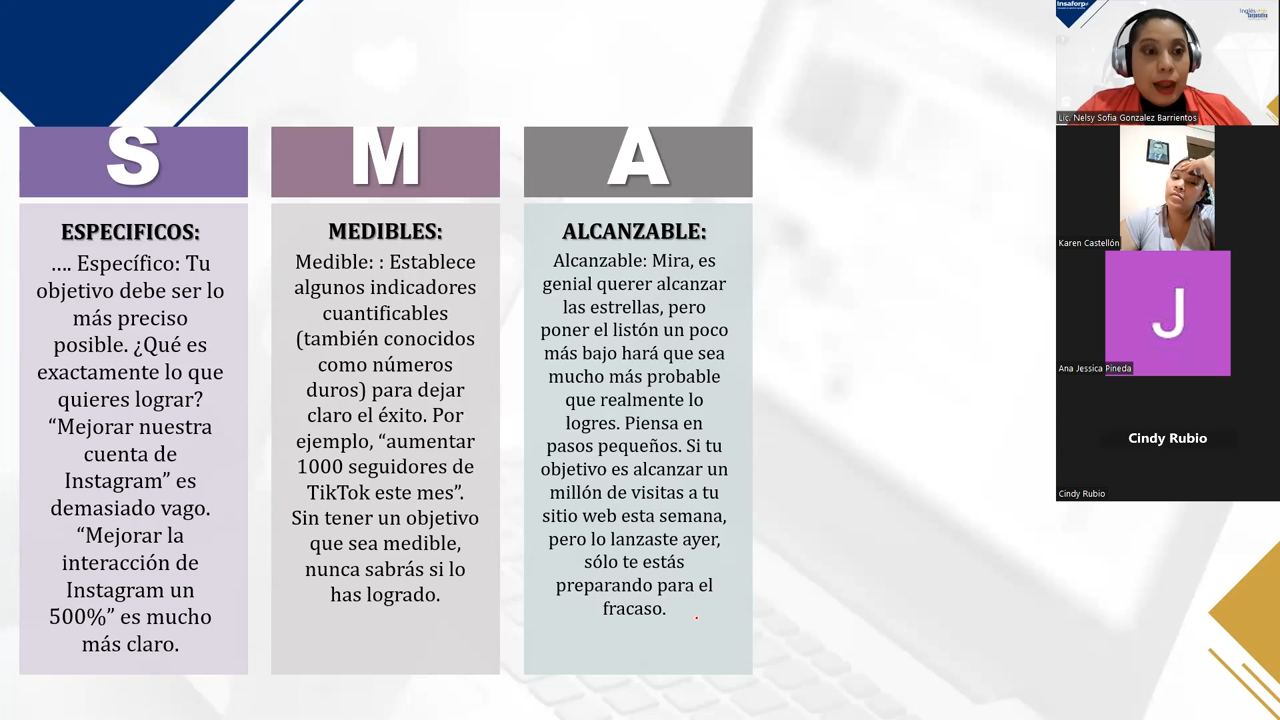 S
ESPECIFICOS:
.... Específico: Tu
objetivo debe ser lo
más preciso
posible. ¿Qué es
exactamente lo que
quieres lograr?
“Mejorar nuestra
cuenta de
Instagram” es
demasiado vago.
“Mejorar la
interacción de
Instagram un
500%” es mucho
más claro.
M
MEDIBLES:
Medible: : Establece
algunos indicadores
cuantificables
(también conocidos
como números
duros) para dejar
claro el éxito. Por
ejemplo, “aumentar
1000 seguidores de
TikTok este mes”.
Sin tener un objetivo
que sea medible,
nunca sabrás si lo
has logrado.
A
ALCANZABLE:
Alcanzable: Mira, es
genial querer alcanzar
las estrellas, pero
poner el listón un poco
más bajo hará que sea
mucho más probable
que realmente lo
logres. Piensa en
pasos pequeños. Si tu
objetivo es alcanzar un
millón de visitas a tu
sitio web esta semana,
pero lo lanzaste ayer,
sólo te estás
preparando para el
fracaso.
Insaforp
Inglés
corporativo
Lic. Nelsy Sofia Gonzalez Barrientos
Karen Castellón
J
Ana Jessica Pineda
Cindy Rubio
Cindy Rubio